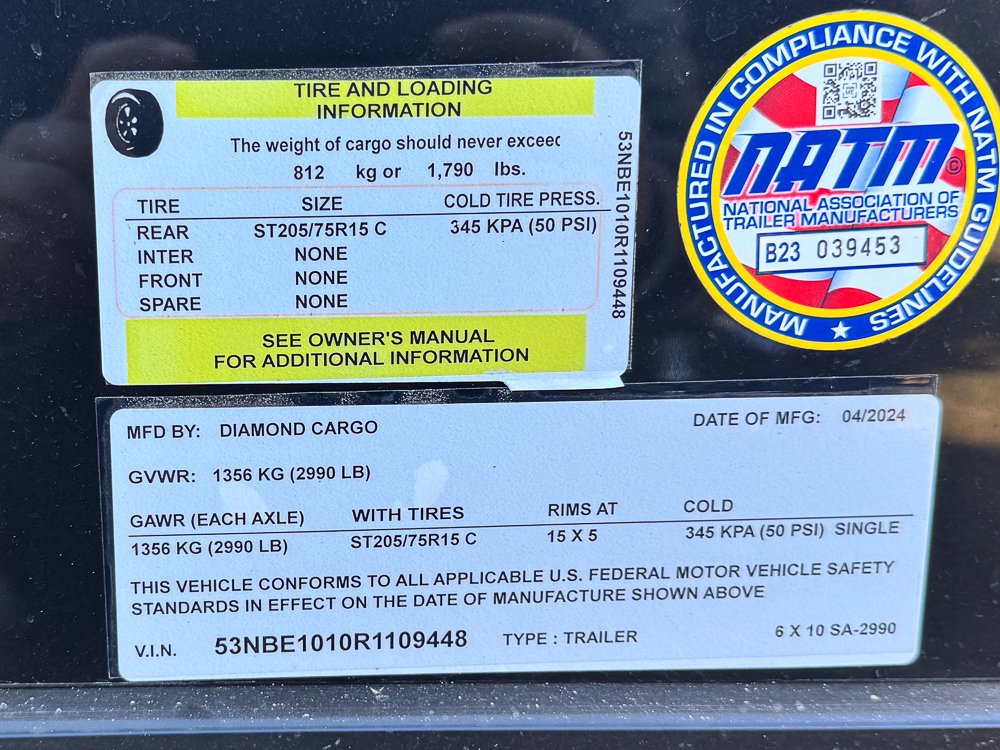 TIRE AND LOADING
INFORMATION
The weight of cargo should never exceed
812 kg or 1,790 lbs.
TIRE SIZE COLD TIRE PRESS.
REAR ST205/75R15 C 345 KPA (50 PSI)
INTER NONE
FRONT NONE
SPARE NONE
SEE OWNER'S MANUAL
FOR ADDITIONAL INFORMATION
53NBE1010R1109448
MANUFACTURED IN COMPLIANCE WITH NATM GUIDELINES
NATM ©
NATIONAL ASSOCIATION OF
TRAILER MANUFACTURERS
B23 039453
MFD BY: DIAMOND CARGO DATE OF MFG: 04/2024
GVWR: 1356 KG (2990 LB)
GAWR (EACH AXLE) WITH TIRES RIMS AT COLD
1356 KG (2990 LB) ST205/75R15 C 15 X 5 345 KPA (50 PSI) SINGLE
THIS VEHICLE CONFORMS TO ALL APPLICABLE U.S. FEDERAL MOTOR VEHICLE SAFETY
STANDARDS IN EFFECT ON THE DATE OF MANUFACTURE SHOWN ABOVE
V.I.N. 53NBE1010R1109448 TYPE : TRAILER 6 X 10 SA-2990